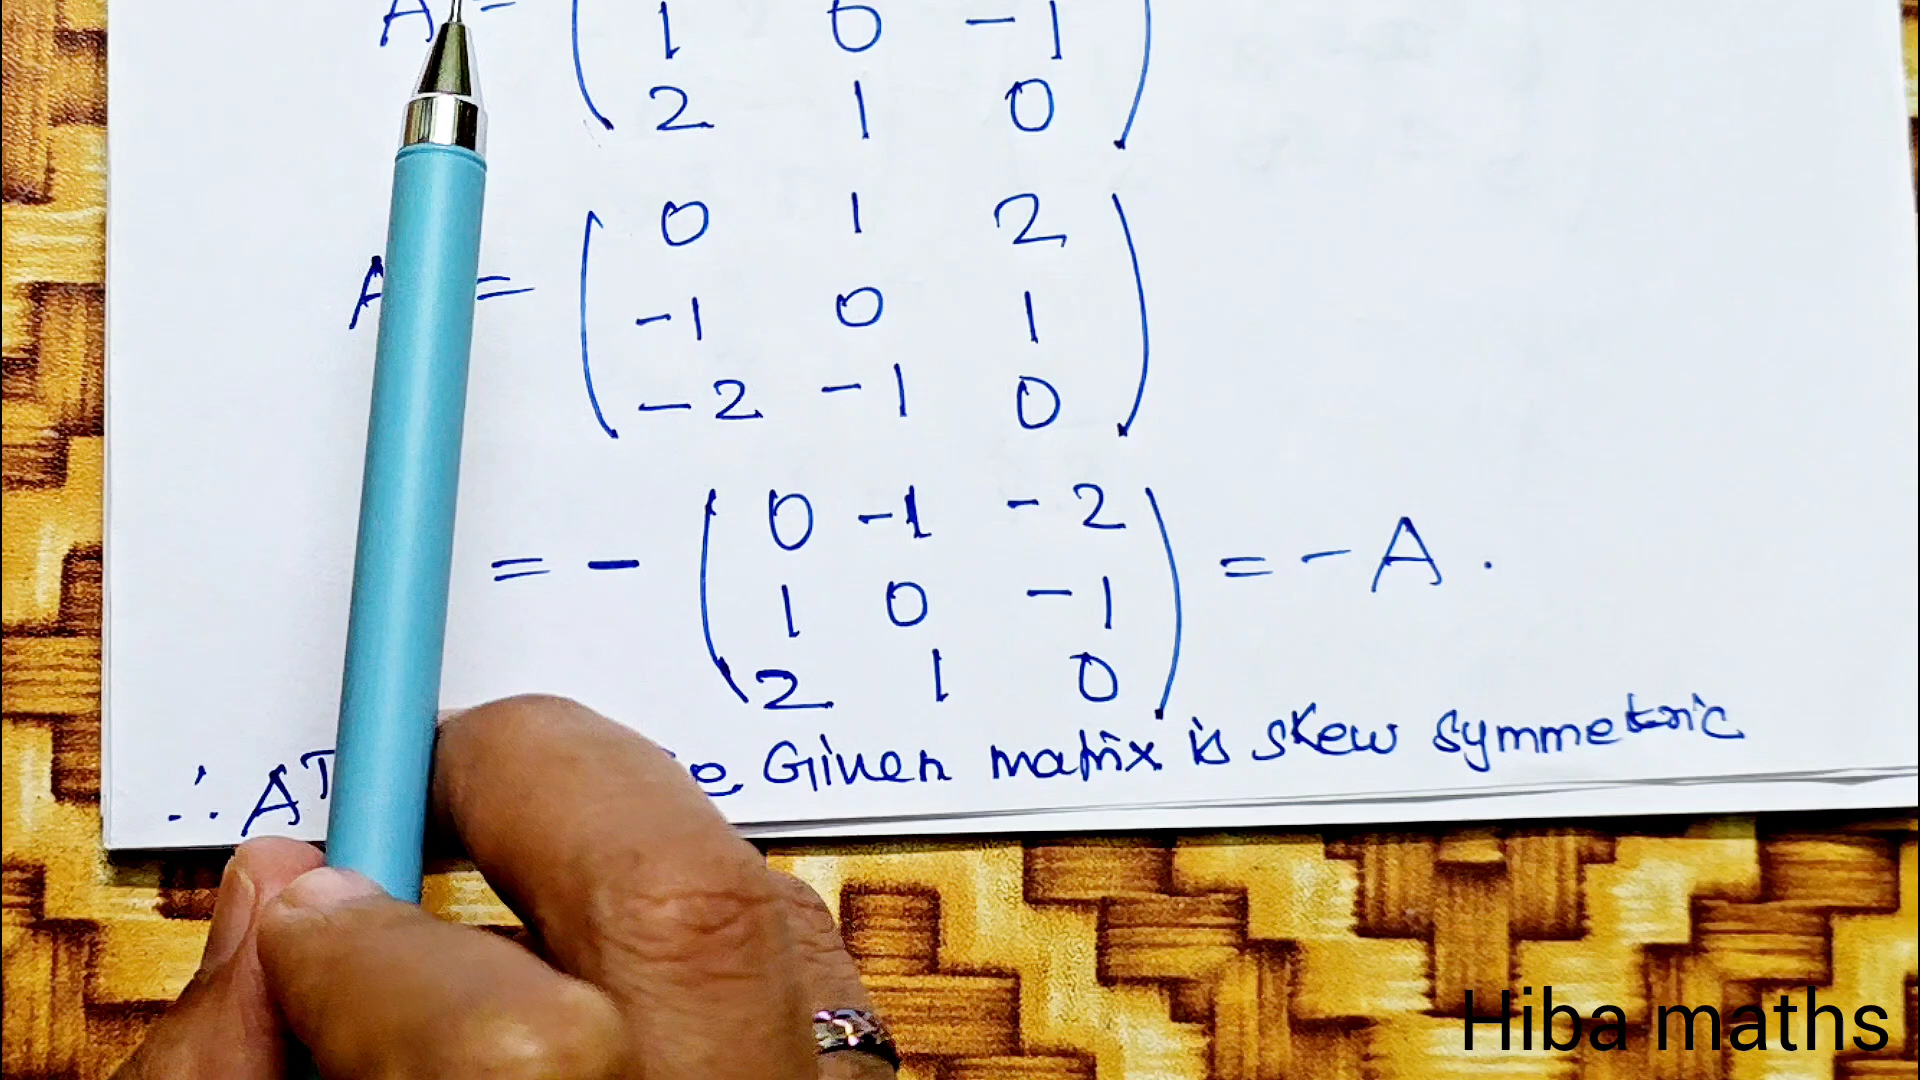 A =
1 0 -1
2 1 0
0 1 2
A =
-1 0 1
-2 -1 0
0 -1 -2
= - 1 0 -1 = -A.
2 1 0
∴ A^T Given matrix is skew symmetric
Hiba maths